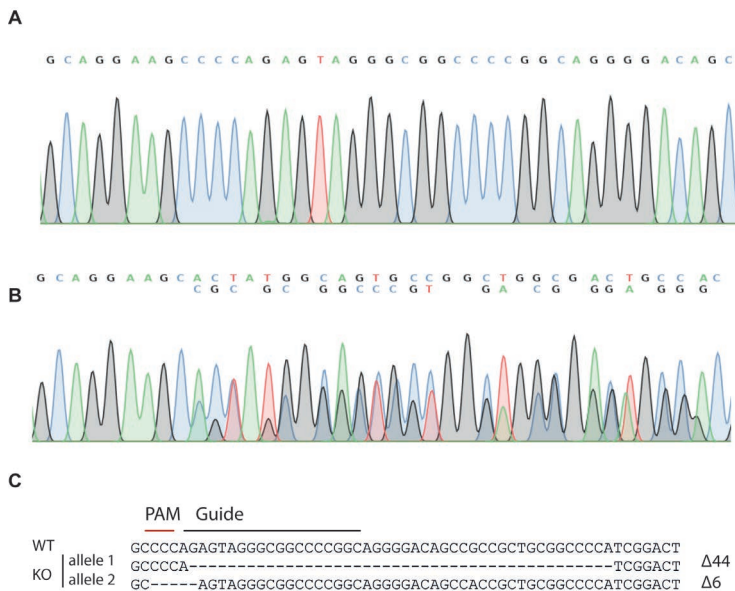 A
G C A G G A A G C C C C A G A G T A G G G C G G C C C C G G C A G G G G A C A G C
G C A G G A A G C A C T A T G G C A G T G C C G G C T G G C G A C T G C C A C
B
C G C G C G G C C C G T G A C G G G A G G G
C
PAM Guide
WT GCCCCAGAGTAGGGCGGCCCCGGCAGGGGACAGCCGCCGCTGCGGCCCCATCGGACT
KO
allele 1 GCCCCA--------------------------------------------TCGGACT Δ44
allele 2 GC-----AGTAGGGCGGCCCCGGCAGGGGACAGCCACCGCTGCGGCCCCATCGGACT Δ6